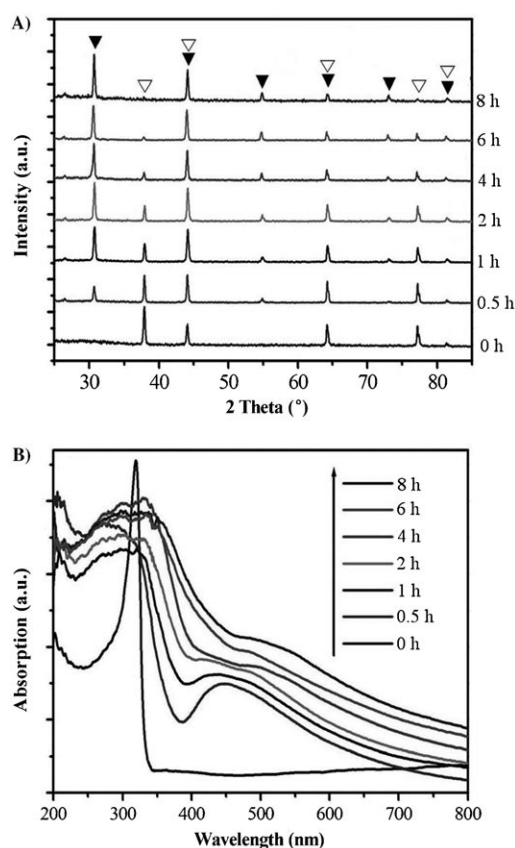 A)
Intensity (a.u.)
8 h
6 h
4 h
2 h
1 h
0.5 h
0 h
30 40 50 60 70 80
2 Theta (°)
B)
Absorption (a.u.)
8 h
6 h
4 h
2 h
1 h
0.5 h
0 h
200 300 400 500 600 700 800
Wavelength (nm)